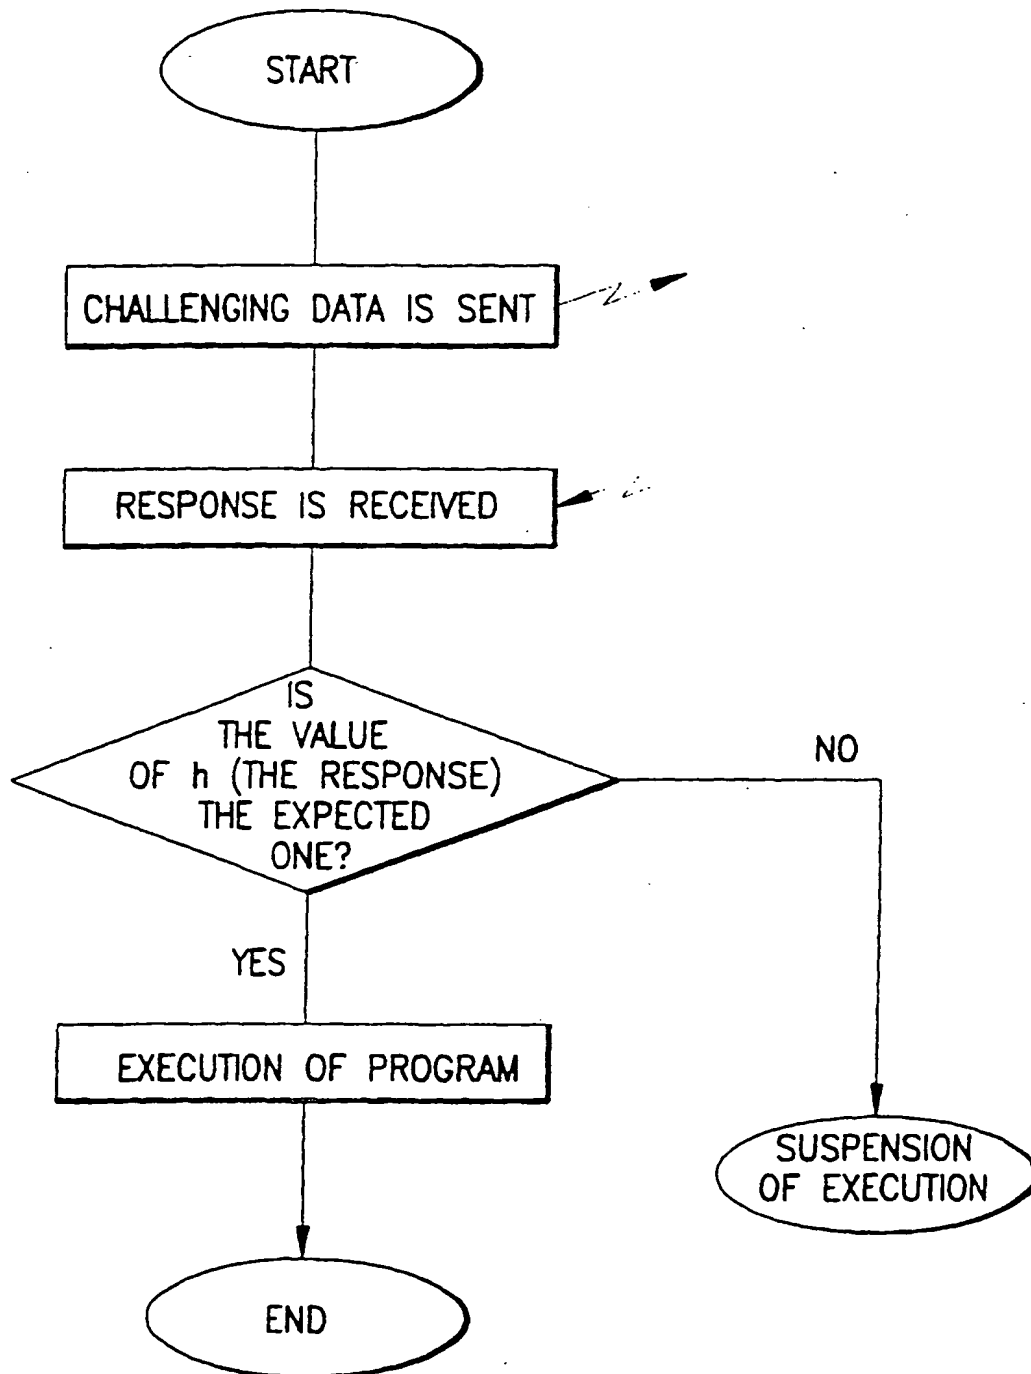 START
CHALLENGING DATA IS SENT
RESPONSE IS RECEIVED
IS
THE VALUE
OF h (THE RESPONSE)
THE EXPECTED
ONE?
NO
YES
EXECUTION OF PROGRAM
SUSPENSION
OF EXECUTION
END